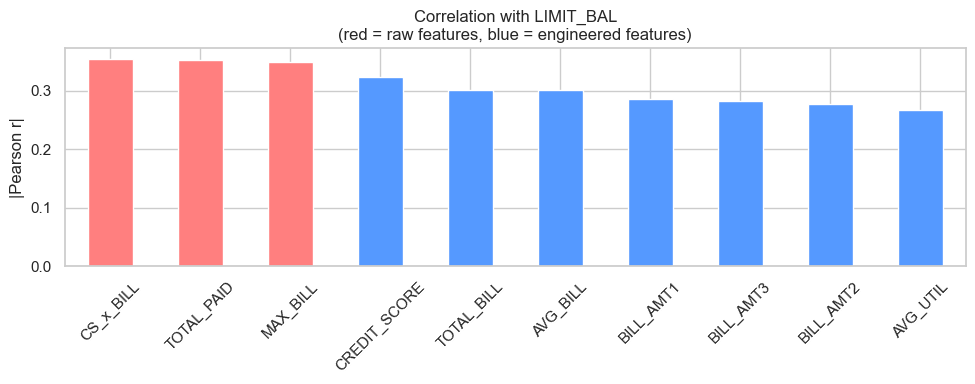 Correlation with LIMIT_BAL
(red = raw features, blue = engineered features)
|Pearson r|
0.3
0.2
0.1
0.0
CS_x_BILL
TOTAL_PAID
MAX_BILL
CREDIT_SCORE
TOTAL_BILL
AVG_BILL
BILL_AMT1
BILL_AMT3
BILL_AMT2
AVG_UTIL